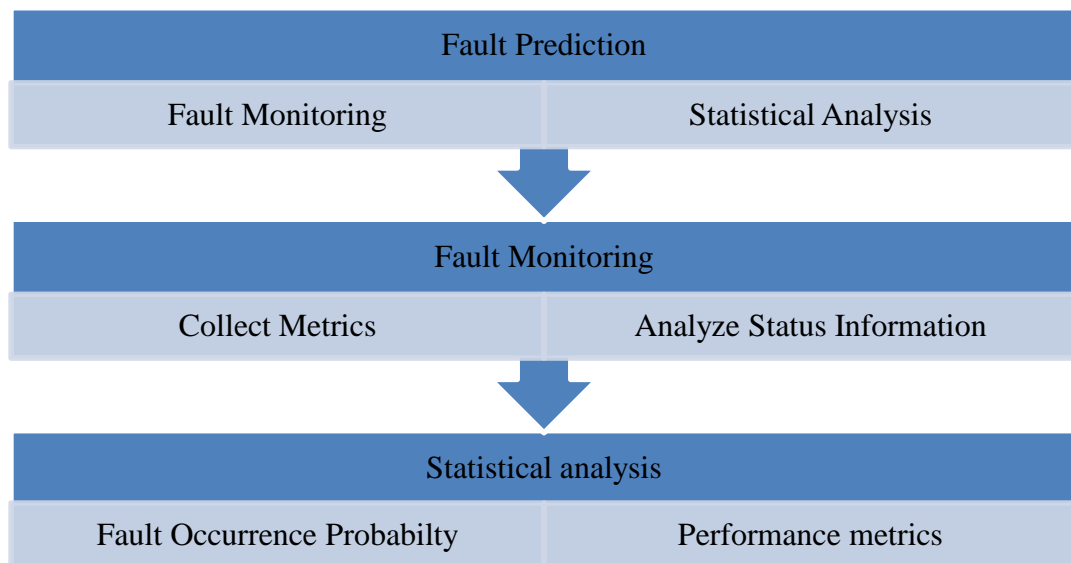 Fault Prediction
Fault Monitoring
Statistical Analysis
Fault Monitoring
Collect Metrics
Analyze Status Information
Statistical analysis
Fault Occurrence Probabilty
Performance metrics